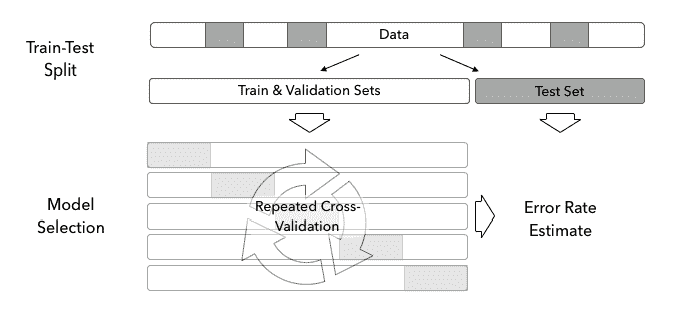 Train-Test
Split
Data
Train & Validation Sets
Test Set
Model
Selection
Repeated Cross-
Validation
Error Rate
Estimate